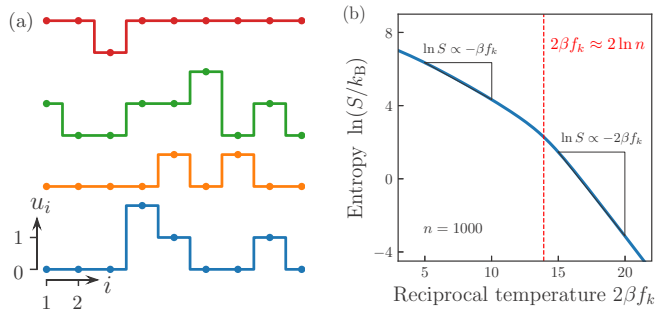 (a)
u_i
1
0
i
1 2
(b)
2βf_k ≈ 2 ln n
ln S ∝ −βf_k
ln S ∝ −2βf_k
n = 1000
Entropy ln(S/k_B)
8
4
0
−4
5 10 15 20
Reciprocal temperature 2βf_k